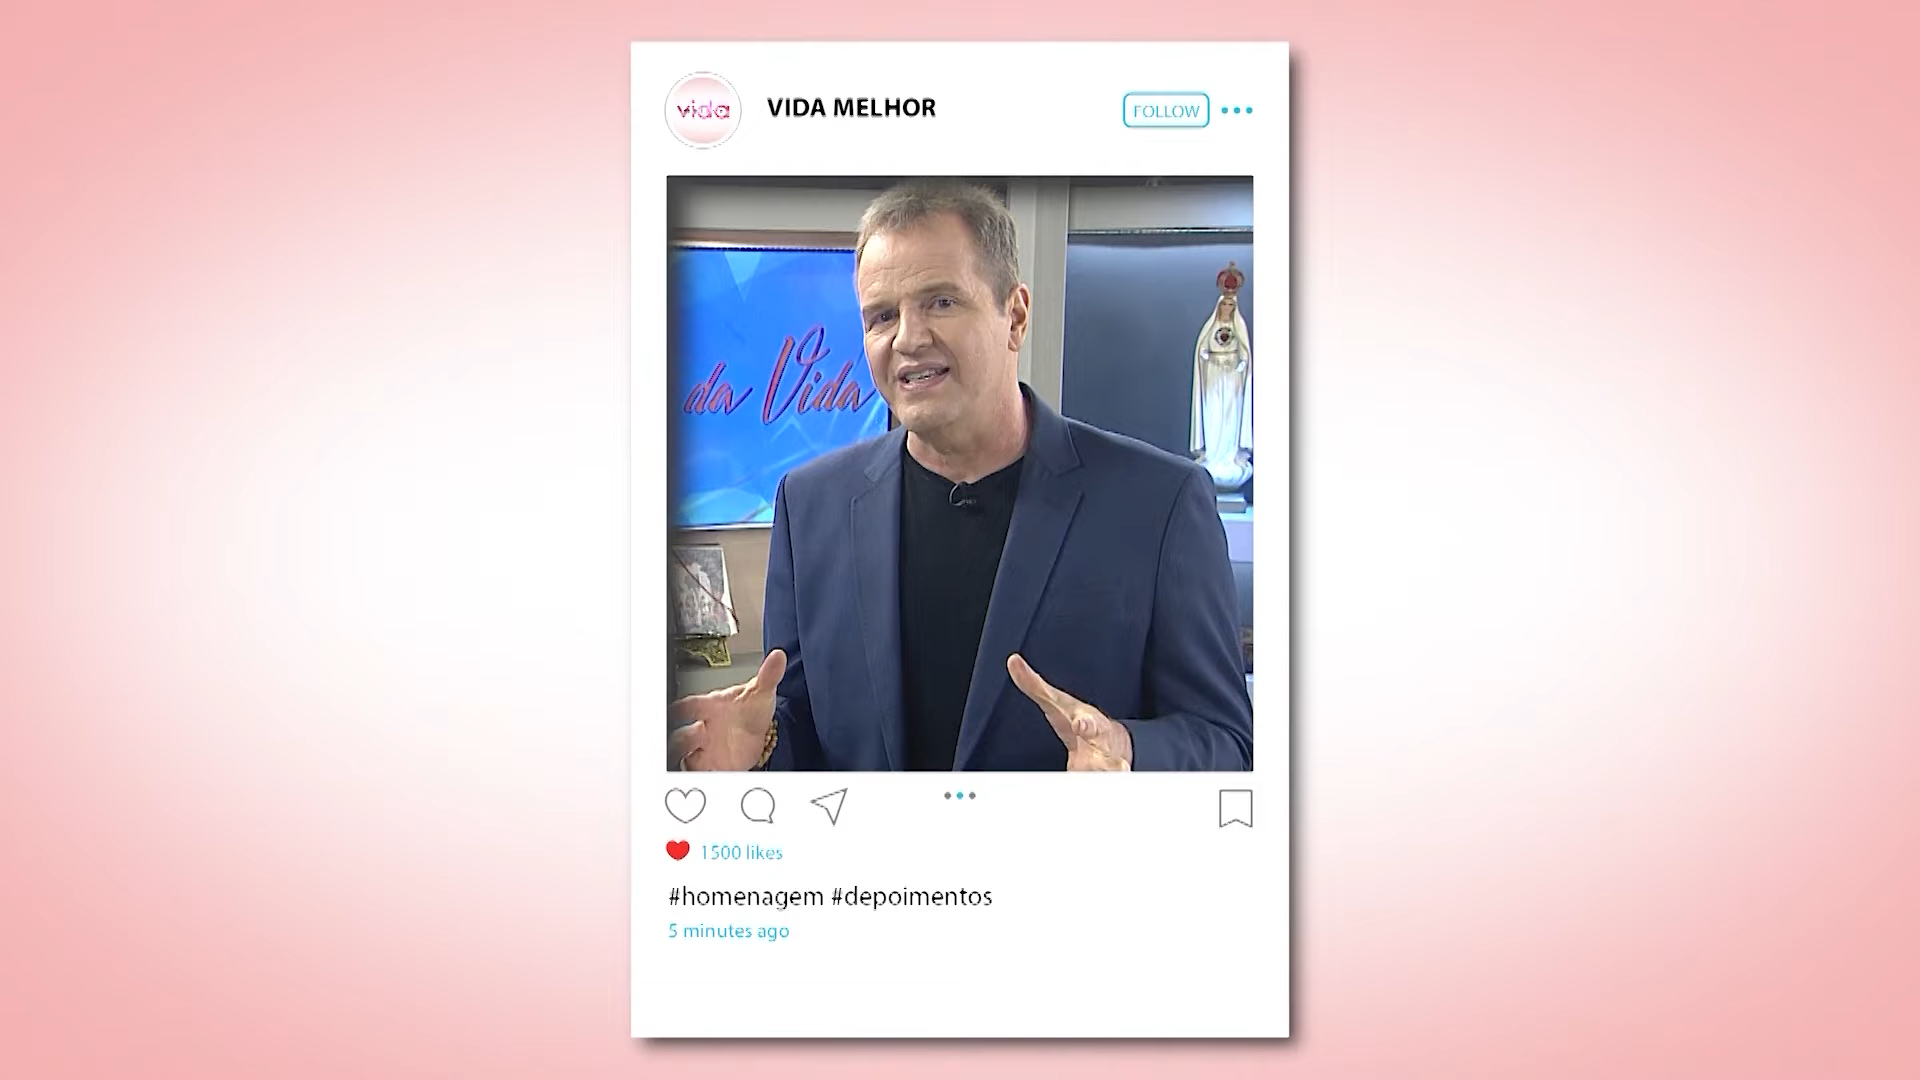 vida
VIDA MELHOR
FOLLOW
da Vida
1500 likes
#homenagem #depoimentos
5 minutes ago